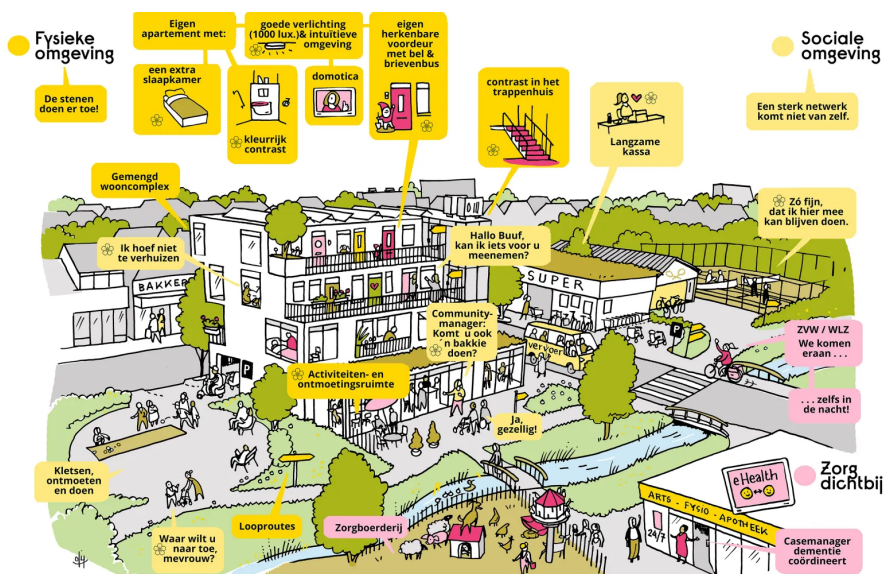 Fysieke
omgeving
De stenen
doen er toe!
Eigen
apartement met:
een extra
slaapkamer
kleurrijk
contrast
goede verlichting
(1000 lux.)& intuïtieve
omgeving
domotica
eigen
herkenbare
voordeur
met bel &
brievenbus
contrast in het
trappenhuis
Langzame
kassa
Sociale
omgeving
Een sterk netwerk
komt niet van zelf.
Gemengd
wooncomplex
Ik hoef niet
te verhuizen
BAKKER
Hallo Buuf,
kan ik iets voor u
meenemen?
SUPER
Zó fijn,
dat ik hier mee
kan blijven doen.
Community-
manager:
Komt u ook
'n bakkie
doen?
vervoer
P
ZVW / WLZ
We komen
eraan . . .
. . . zelfs in
de nacht!
P
Activiteiten- en
ontmoetingsruimte
Ja,
gezellig!
Kletsen,
ontmoeten
en doen
Looproutes
Waar wilt u
naar toe,
mevrouw?
Zorgboerderij
eHealth
Zorg
dichtbij
ARTS - FYSIO - APOTHEEK
24/7
Casemanager
dementie
coördineert